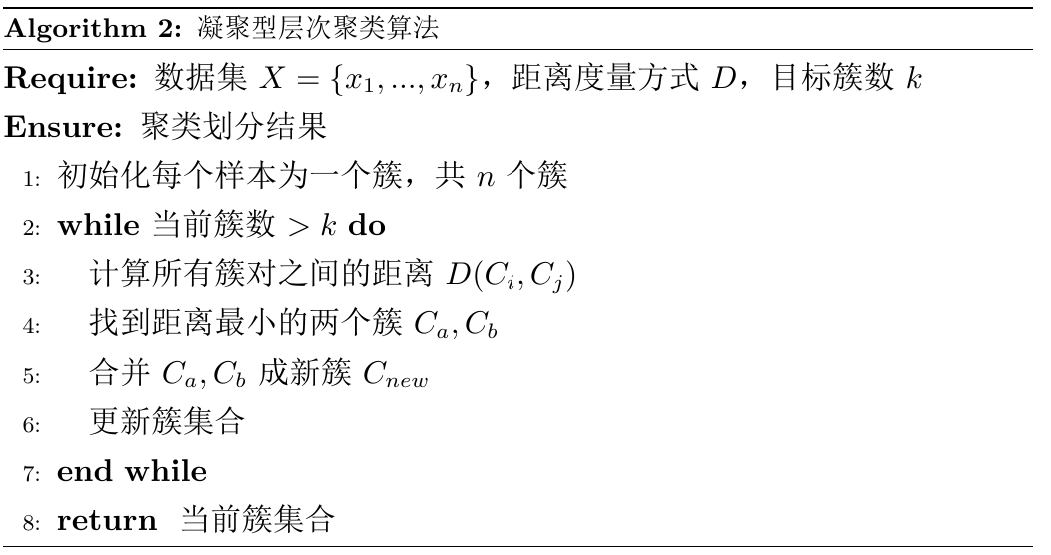 Algorithm 2: 凝聚型层次聚类算法
Require: 数据集 X = {x₁, ..., xₙ}，距离度量方式 D，目标簇数 k
Ensure: 聚类划分结果
1: 初始化每个样本为一个簇，共 n 个簇
2: while 当前簇数 > k do
3: 计算所有簇对之间的距离 D(C_i, C_j)
4: 找到距离最小的两个簇 C_a, C_b
5: 合并 C_a, C_b 成新簇 C_new
6: 更新簇集合
7: end while
8: return 当前簇集合